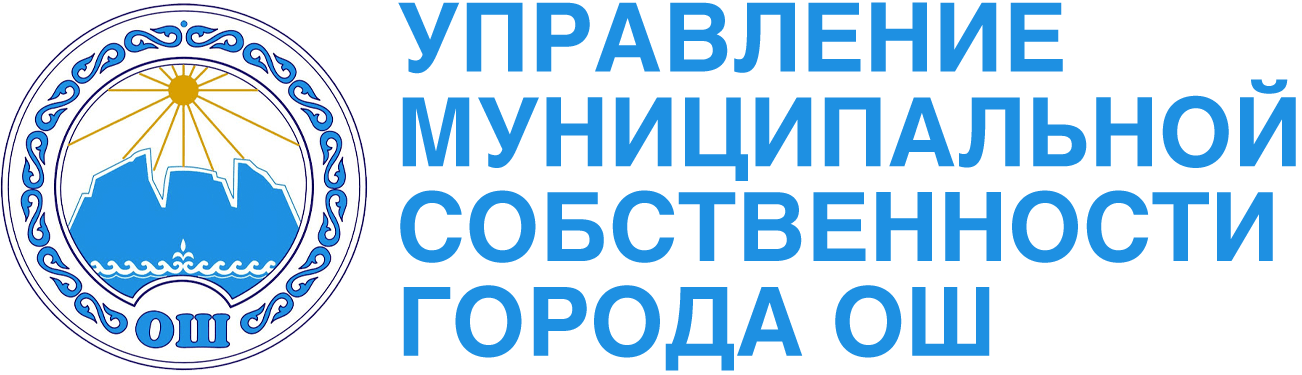 УПРАВЛЕНИЕ
МУНИЦИПАЛЬНОЙ
СОБСТВЕННОСТИ
ГОРОДА ОШ
ОШ